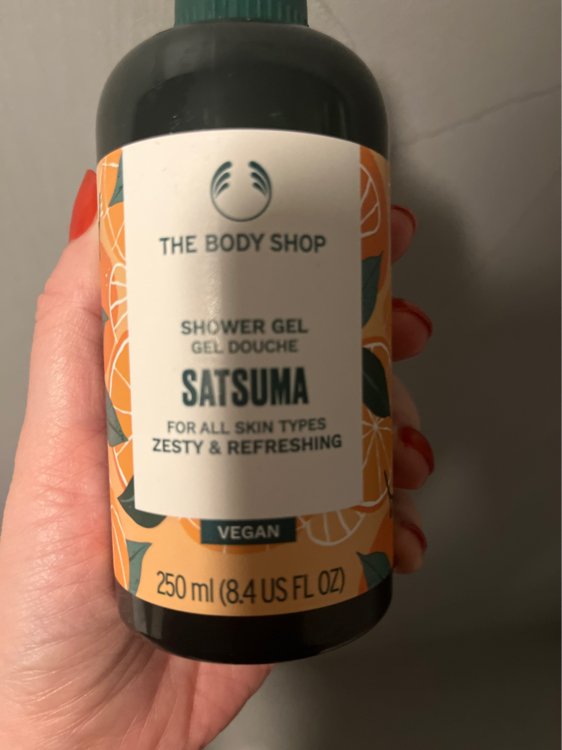 THE BODY SHOP
SHOWER GEL
GEL DOUCHE
SATSUMA
FOR ALL SKIN TYPES
ZESTY & REFRESHING
VEGAN
250 ml (8.4 US FL OZ)